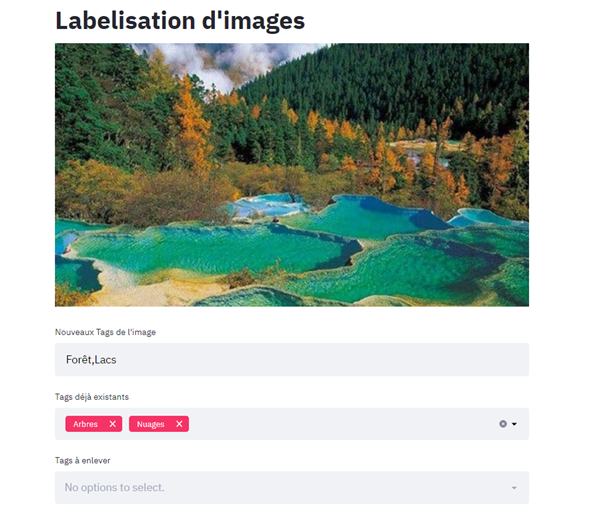 Labelisation d'images
Nouveaux Tags de l'image
Forêt,Lacs
Tags déjà existants
Arbres
Nuages
Tags à enlever
No options to select.